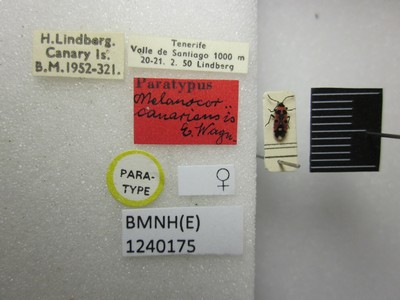 H. Lindberg.
Canary Is.
B.M.1952-321.
Tenerife
Valle de Santiago 1000 m
20-21. 2. 50 Lindberg
Paratypus
Melanocor..
canariensis
E. Wagn.
PARA-
TYPE
♀
BMNH(E)
1240175